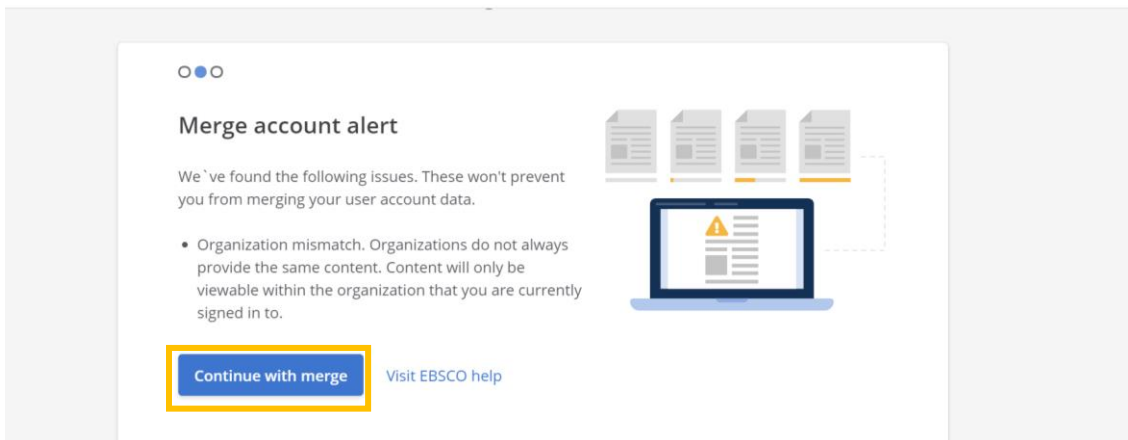 Merge account alert
We`ve found the following issues. These won't prevent
you from merging your user account data.
• Organization mismatch. Organizations do not always
provide the same content. Content will only be
viewable within the organization that you are currently
signed in to.
Continue with merge
Visit EBSCO help